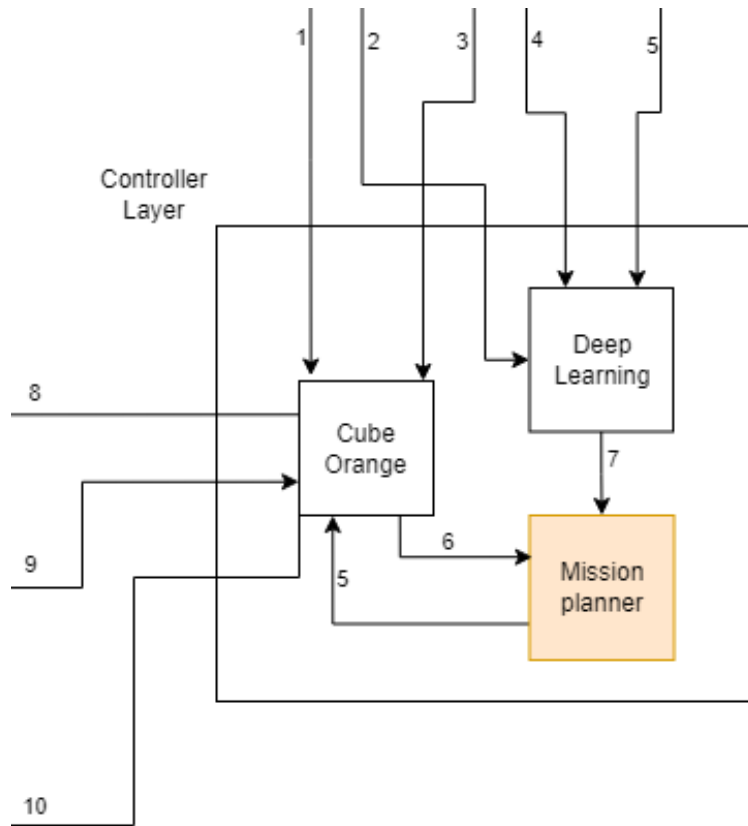 1
2
3
4
5
Controller
Layer
Deep
Learning
8
Cube
Orange
7
6
9
5
Mission
planner
10